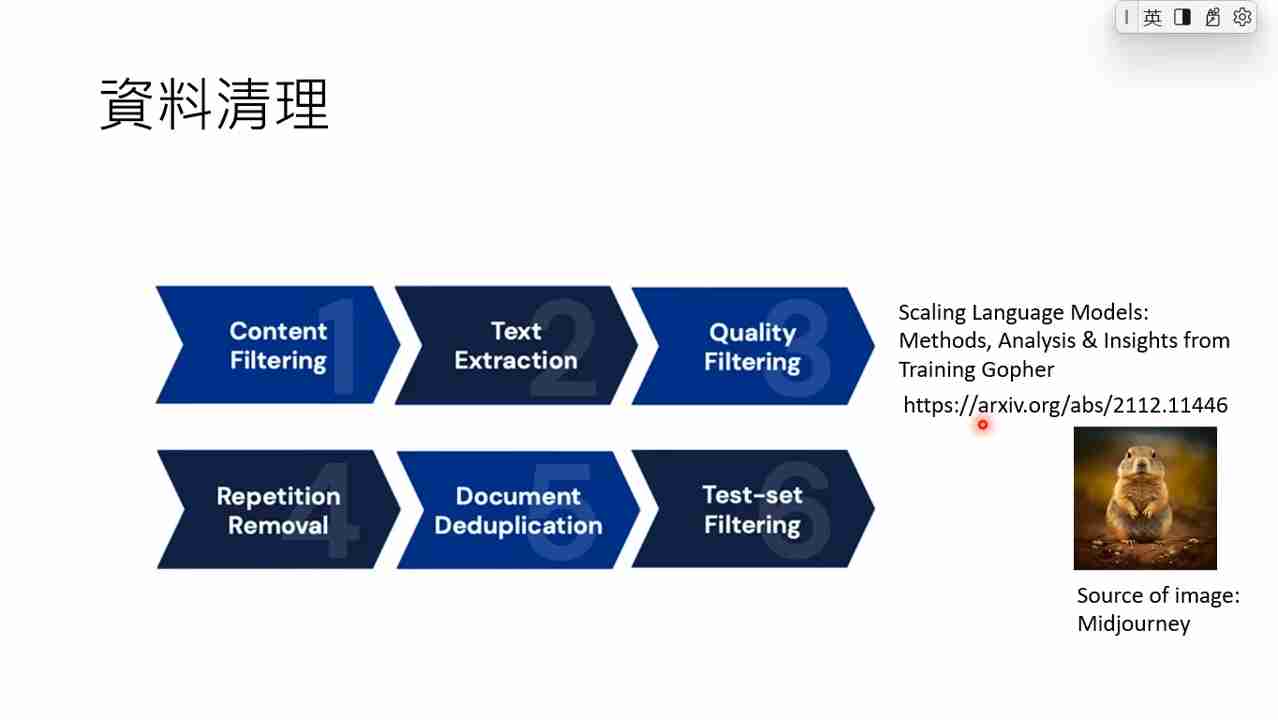 英
資料清理
1
Content
Filtering
2
Text
Extraction
3
Quality
Filtering
4
Repetition
Removal
5
Document
Deduplication
6
Test-set
Filtering
Scaling Language Models:
Methods, Analysis & Insights from
Training Gopher
https://arxiv.org/abs/2112.11446
Source of image:
Midjourney